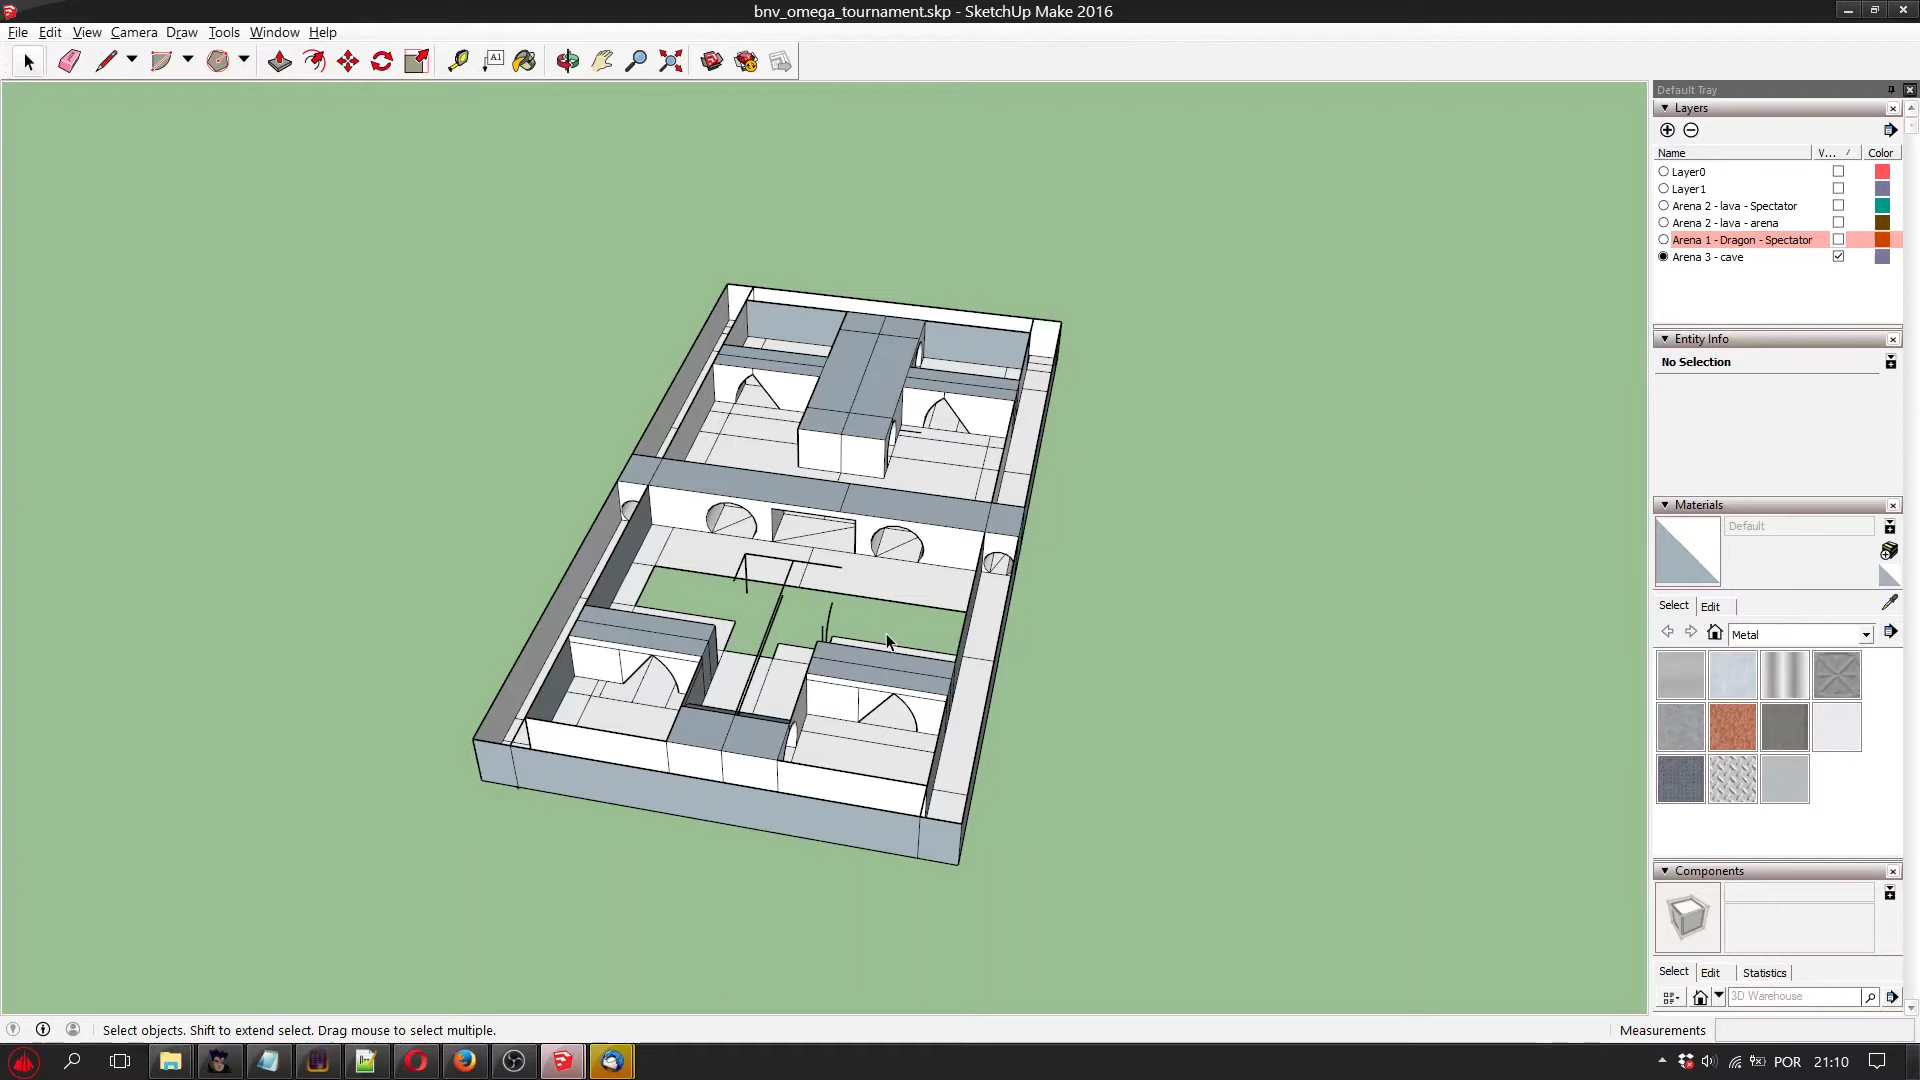 bnv_omega_tournament.skp - SketchUp Make 2016
File Edit View Camera Draw Tools Window Help
A1
Default Tray
Layers
Name V... Color
Layer0
Layer1
Arena 2 - lava - Spectator
Arena 2 - lava - arena
Arena 1 - Dragon - Spectator
Arena 3 - cave
Entity Info
No Selection
Materials
Default
Select Edit
Metal
Components
Select Edit Statistics
3D Warehouse
Select objects. Shift to extend select. Drag mouse to select multiple.
Measurements
POR 21:10